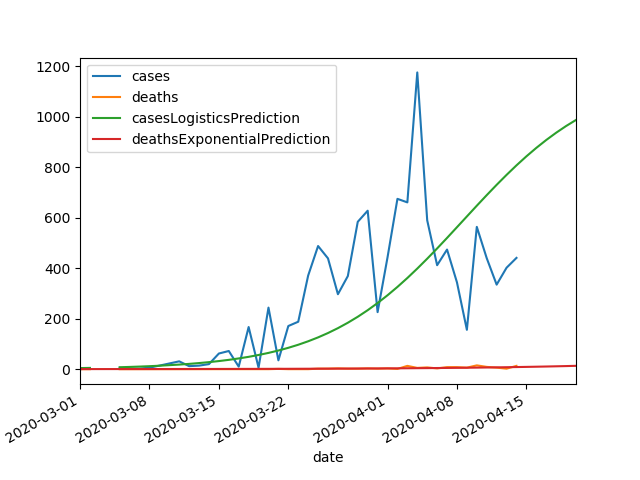 1200
1000
800
600
400
200
0
cases
deaths
casesLogisticsPrediction
deathsExponentialPrediction
2020-03-01
2020-03-08
2020-03-15
2020-03-22
2020-04-01
2020-04-08
2020-04-15
date